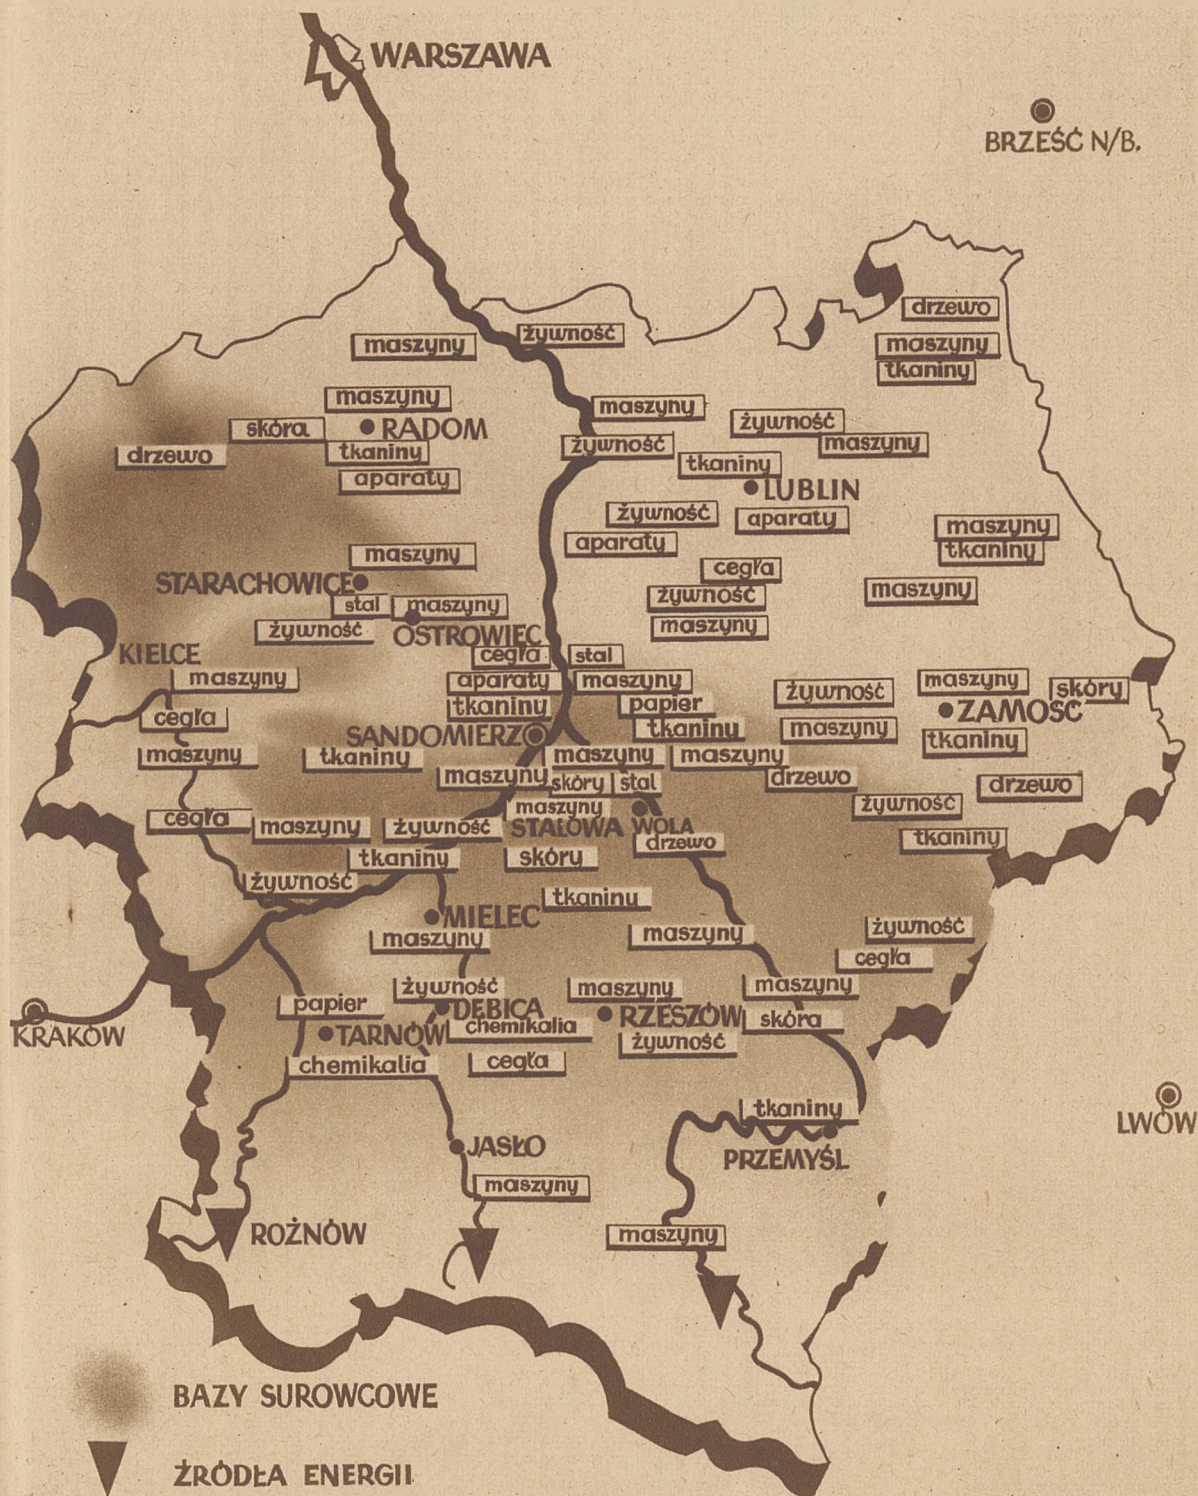 WARSZAWA
BRZEŚĆ N/B.
drzewo
żywność
maszyny
maszyny
tkaniny
maszyny
maszyny
żywność
skóra
RADOM
maszyny
żywność
tkaniny
drzewo
tkaniny
aparaty
LUBLIN
żywność
aparaty
maszyny
aparaty
tkaniny
maszyny
cegła
STARACHOWICE
maszyny
żywność
stal
maszyny
żywność
maszyny
OSTROWIEC
KIELCE
cegła
stal
maszyny
aparaty
maszyny
maszyny
żywność
skóry
tkaniny
papier
ZAMOŚĆ
cegła
tkaniny
maszyny
SANDOMIERZ
tkaniny
maszyny
tkaniny
maszyny
maszyny
maszyny
skóry
stal
drzewo
drzewo
maszyny
żywność
cegła
maszyny
żywność
STALOWA WOLA
tkaniny
drzewo
tkaniny
skóry
żywność
tkaniny
MIELEC
żywność
maszyny
maszyny
cegła
żywność
maszyny
maszyny
papier
DĘBICA
RZESZÓW
skóra
KRAKÓW
TARNÓW
chemikalia
żywność
chemikalia
cegła
tkaniny
LWÓW
JASŁO
PRZEMYŚL
maszyny
ROŻNÓW
maszyny
BAZY SUROWCOWE
ŹRÓDŁA ENERGII